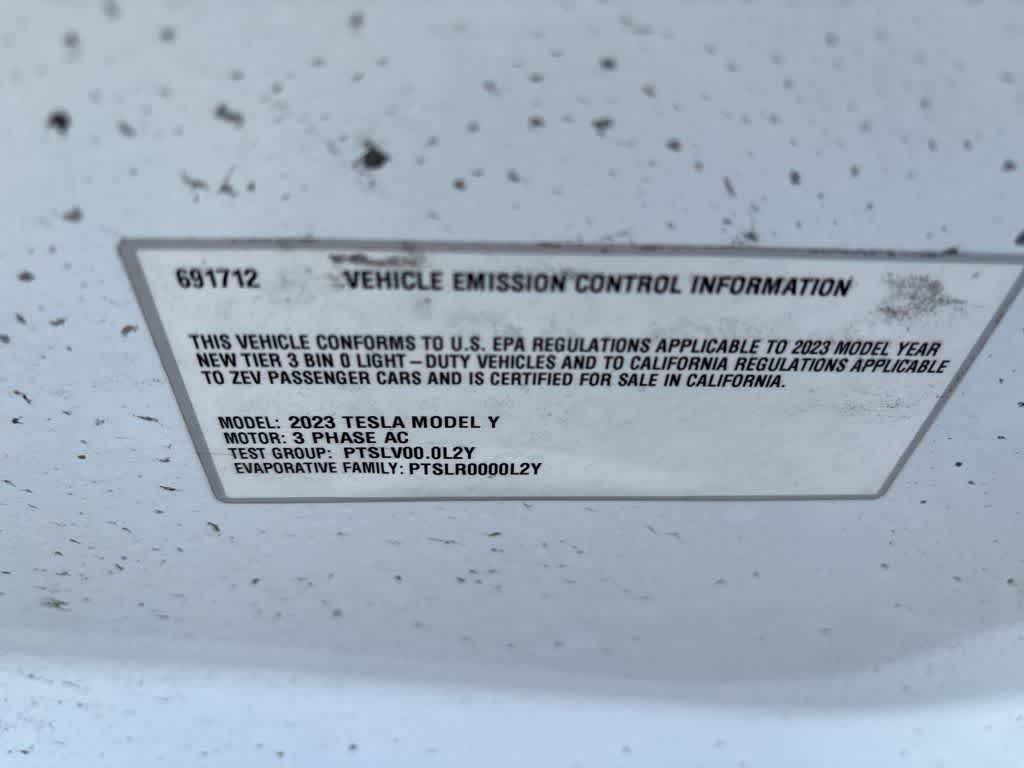 691712 VEHICLE EMISSION CONTROL INFORMATION
THIS VEHICLE CONFORMS TO U.S. EPA REGULATIONS APPLICABLE TO 2023 MODEL YEAR
NEW TIER 3 BIN 0 LIGHT-DUTY VEHICLES AND TO CALIFORNIA REGULATIONS APPLICABLE
TO ZEV PASSENGER CARS AND IS CERTIFIED FOR SALE IN CALIFORNIA.
MODEL: 2023 TESLA MODEL Y
MOTOR: 3 PHASE AC
TEST GROUP: PTSLV00.0L2Y
EVAPORATIVE FAMILY: PTSLR0000L2Y